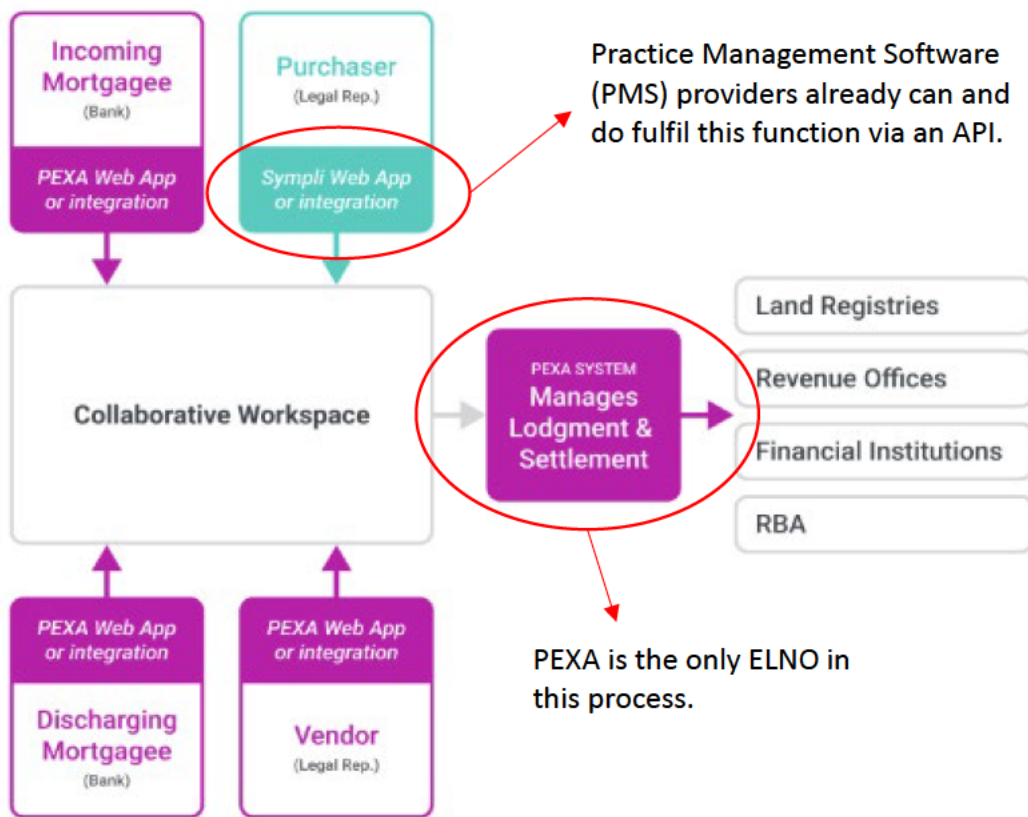 Incoming
Mortgagee
(Bank)
PEXA Web App
or integration
Purchaser
(Legal Rep.)
Sympli Web App
or integration
Practice Management Software
(PMS) providers already can and
do fulfil this function via an API.
Collaborative Workspace
PEXA SYSTEM
Manages
Lodgment &
Settlement
Land Registries
Revenue Offices
Financial Institutions
RBA
PEXA Web App
or integration
Discharging
Mortgagee
(Bank)
PEXA Web App
or integration
Vendor
(Legal Rep.)
PEXA is the only ELNO in
this process.